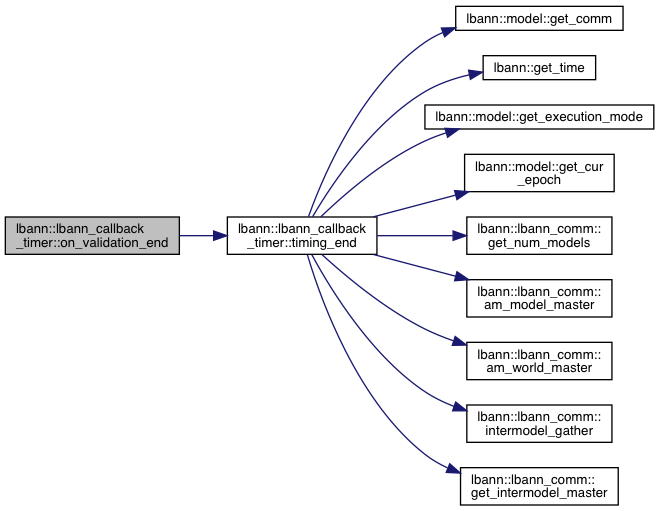 lbann::model::get_comm
lbann::get_time
lbann::model::get_execution_mode
lbann::model::get_cur
_epoch
lbann::lbann_callback
_timer::on_validation_end
lbann::lbann_callback
_timer::timing_end
lbann::lbann_comm::
get_num_models
lbann::lbann_comm::
am_model_master
lbann::lbann_comm::
am_world_master
lbann::lbann_comm::
intermodel_gather
lbann::lbann_comm::
get_intermodel_master